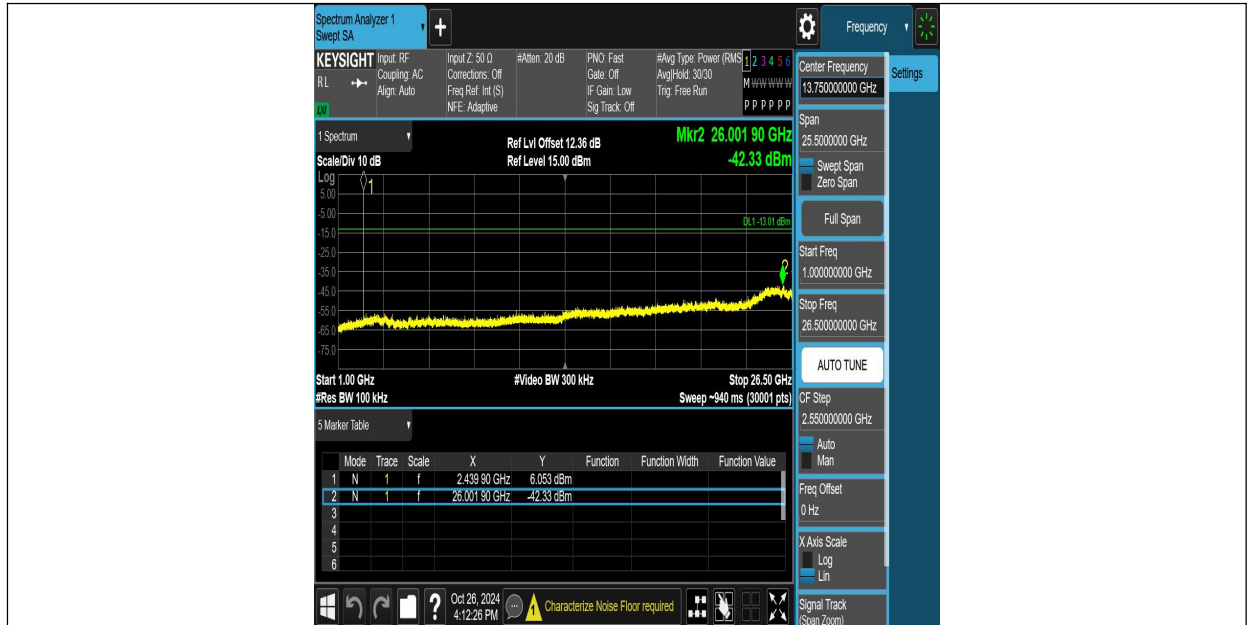 Spectrum Analyzer 1
Swept SA
+
Frequency
KEYSIGHT
RL
LXI
Input: RF
Coupling: AC
Align: Auto
Input Z: 50 Ω
Corrections: Off
Freq Ref: Int (S)
NFE: Adaptive
#Atten: 20 dB
PNO: Fast
Gate: Off
IF Gain: Low
Sig Track: Off
#Avg Type: Power (RMS
Avg|Hold: 30/30
Trig: Free Run
1 2 3 4 5 6
M W W W W W
P P P P P P
1 Spectrum
Scale/Div 10 dB
Ref Lvl Offset 12.36 dB
Ref Level 15.00 dBm
Mkr2 26.001 90 GHz
-42.33 dBm
Log
5.00
-5.00
-15.0
-25.0
-35.0
-45.0
-55.0
-65.0
-75.0
1
DL1 -13.01 dBm
2
Start 1.00 GHz
#Res BW 100 kHz
#Video BW 300 kHz
Stop 26.50 GHz
Sweep ~940 ms (30001 pts)
5 Marker Table
Mode Trace Scale X Y Function Function Width Function Value
1 N 1 f 2.439 90 GHz 6.053 dBm
2 N 1 f 26.001 90 GHz -42.33 dBm
3
4
5
6
?
Oct 26, 2024
4:12:26 PM
1
Characterize Noise Floor required
Center Frequency
13.750000000 GHz
Settings
Span
25.5000000 GHz
Swept Span
Zero Span
Full Span
Start Freq
1.000000000 GHz
Stop Freq
26.500000000 GHz
AUTO TUNE
CF Step
2.550000000 GHz
Auto
Man
Freq Offset
0 Hz
X Axis Scale
Log
Lin
Signal Track
(Span Zoom)